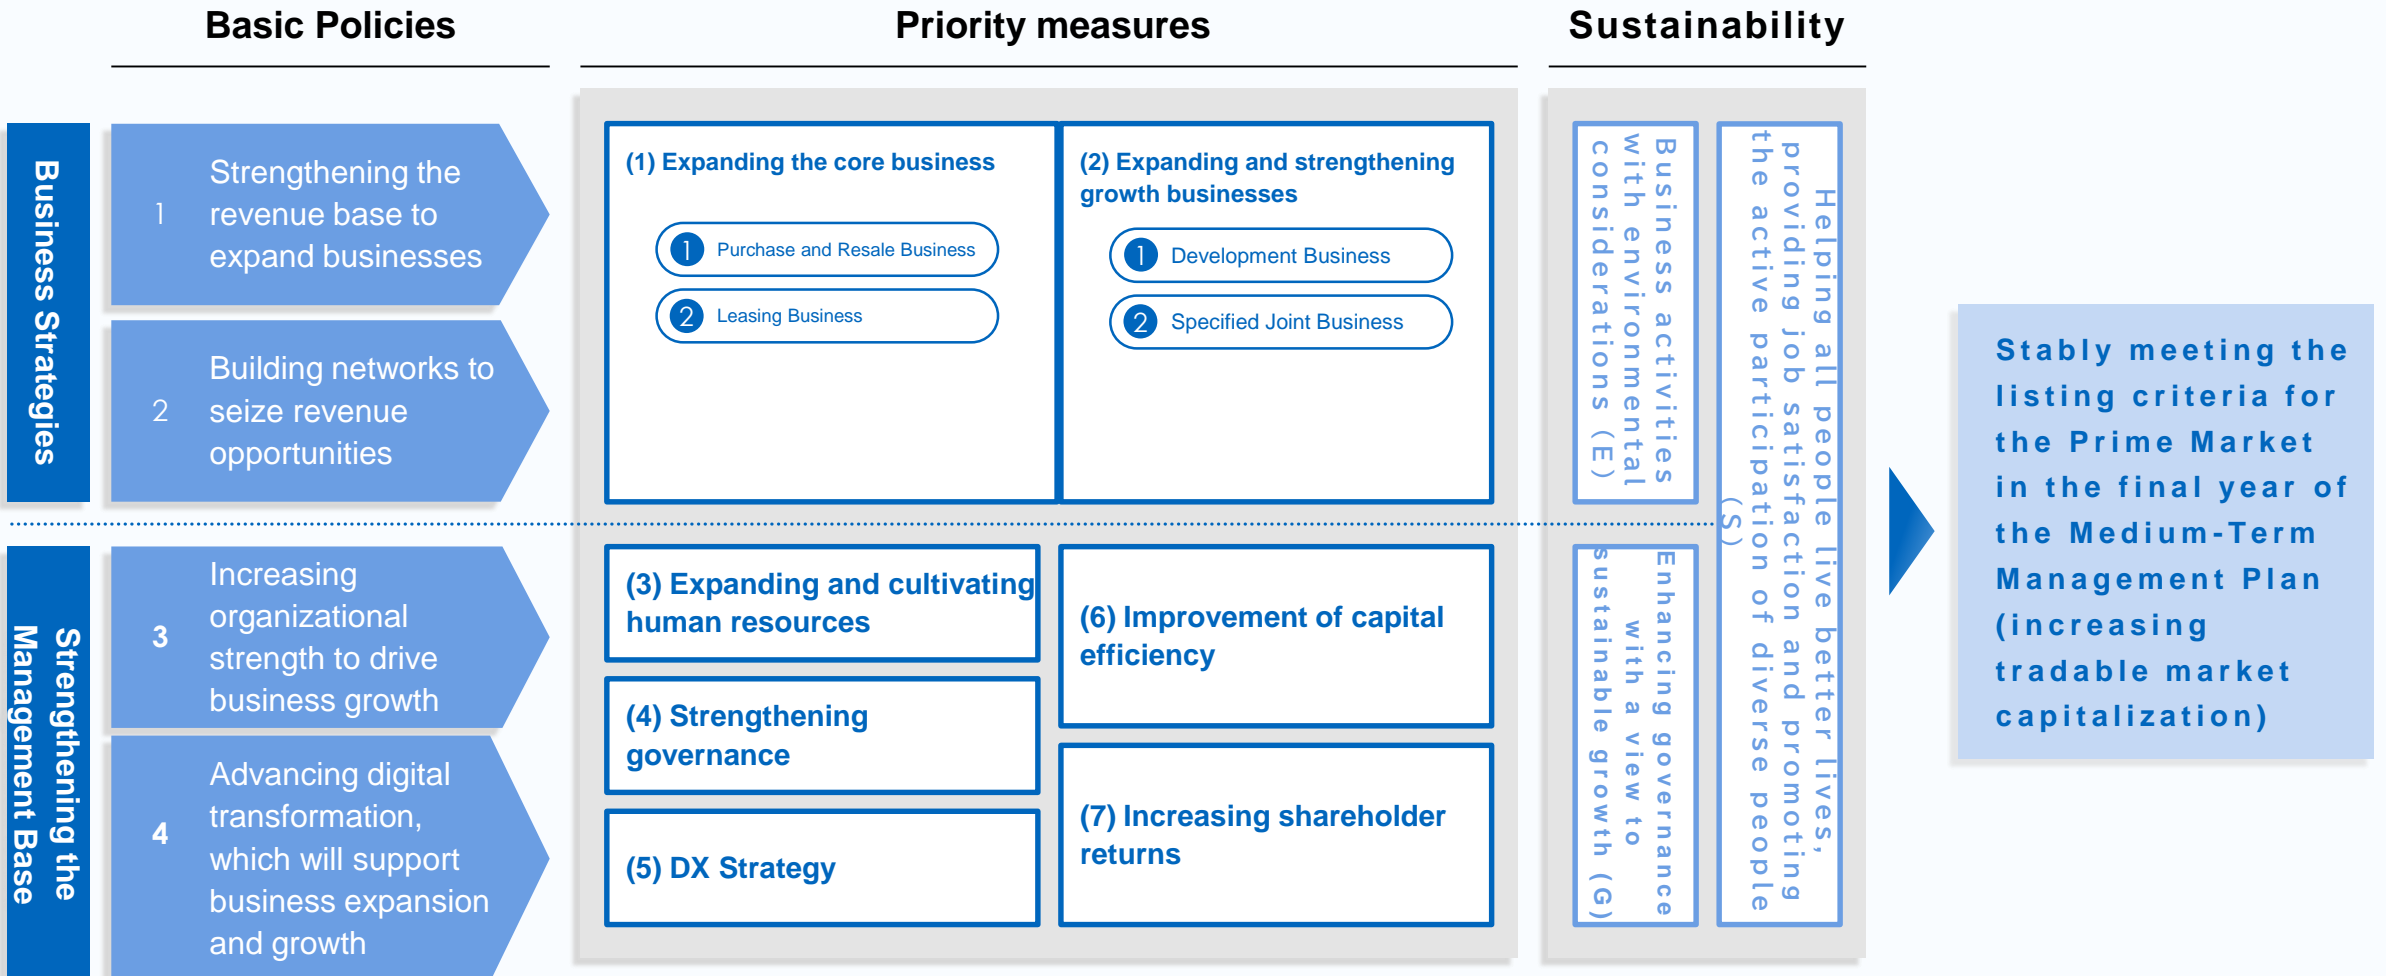 Basic Policies
Priority measures
Sustainability
Business Strategies
1
Strengthening the
revenue base to
expand businesses
2
Building networks to
seize revenue
opportunities
(1) Expanding the core business
1 Purchase and Resale Business
2 Leasing Business
(2) Expanding and strengthening
growth businesses
1 Development Business
2 Specified Joint Business
Strengthening the
Management Base
3
Increasing
organizational
strength to drive
business growth
4
Advancing digital
transformation,
which will support
business expansion
and growth
(3) Expanding and cultivating
human resources
(4) Strengthening
governance
(5) DX Strategy
(6) Improvement of capital
efficiency
(7) Increasing shareholder
returns
Business activities
with environmental
considerations (E)
Enhancing governance
with a view to
sustainable growth (G)
Helping all people live better lives,
providing job satisfaction and promoting
the active participation of diverse people
(S)
Stably meeting the
listing criteria for
the Prime Market
in the final year of
the Medium-Term
Management Plan
(increasing
tradable market
capitalization)